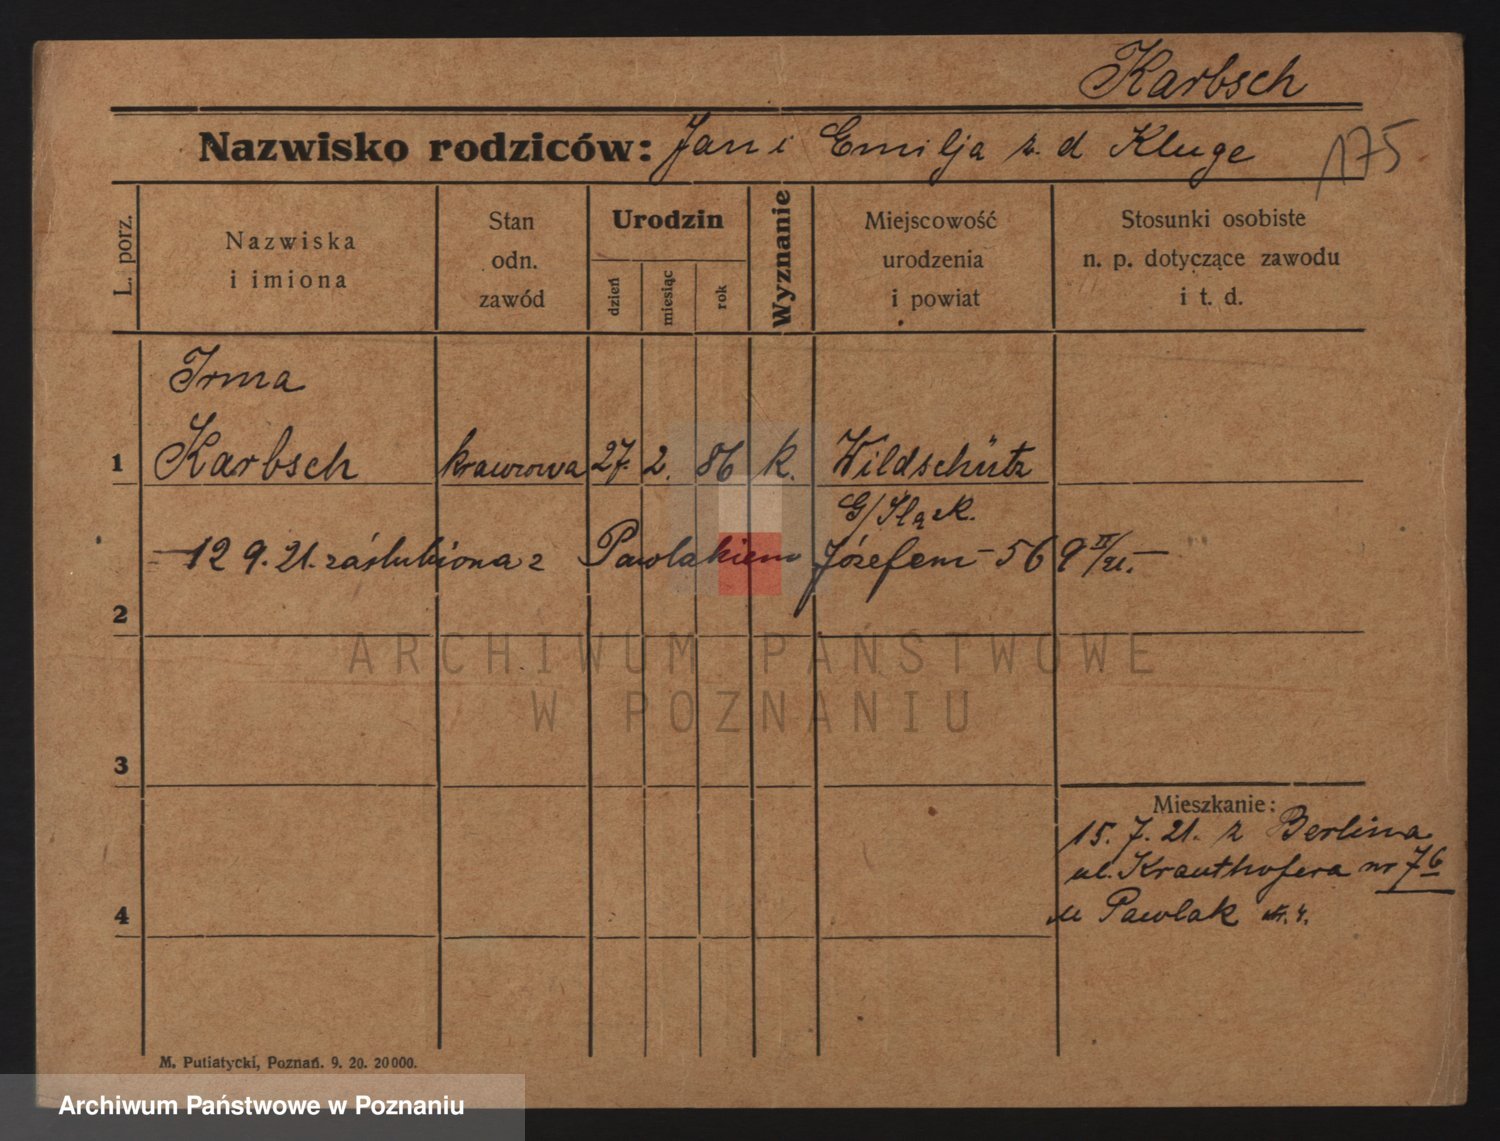 Karbsch
Nazwisko rodziców: Jan i Emilja z. d Kluge
175
L. porz.
Nazwiska
i imiona
Stan
odn.
zawód
Urodzin
dzień
miesiąc
rok
Wyznanie
Miejscowość
urodzenia
i powiat
Stosunki osobiste
n. p. dotyczące zawodu
i t. d.
Irma
1 Karbsch krawcowa 27. 2. 86 k. Wildschütz
G/Śląsk.
12 9. 21. zaślubiona z Pawlakiem Józefem - 569 II/21. -
2
ARCHIWUM PAŃSTWOWE
W POZNANIU
3
Mieszkanie:
15. 7. 21. z Berlina
ul. Krauthofera nr 76
u Pawlak
4
M. Putiatycki, Poznań. 9. 20. 20000.
Archiwum Państwowe w Poznaniu